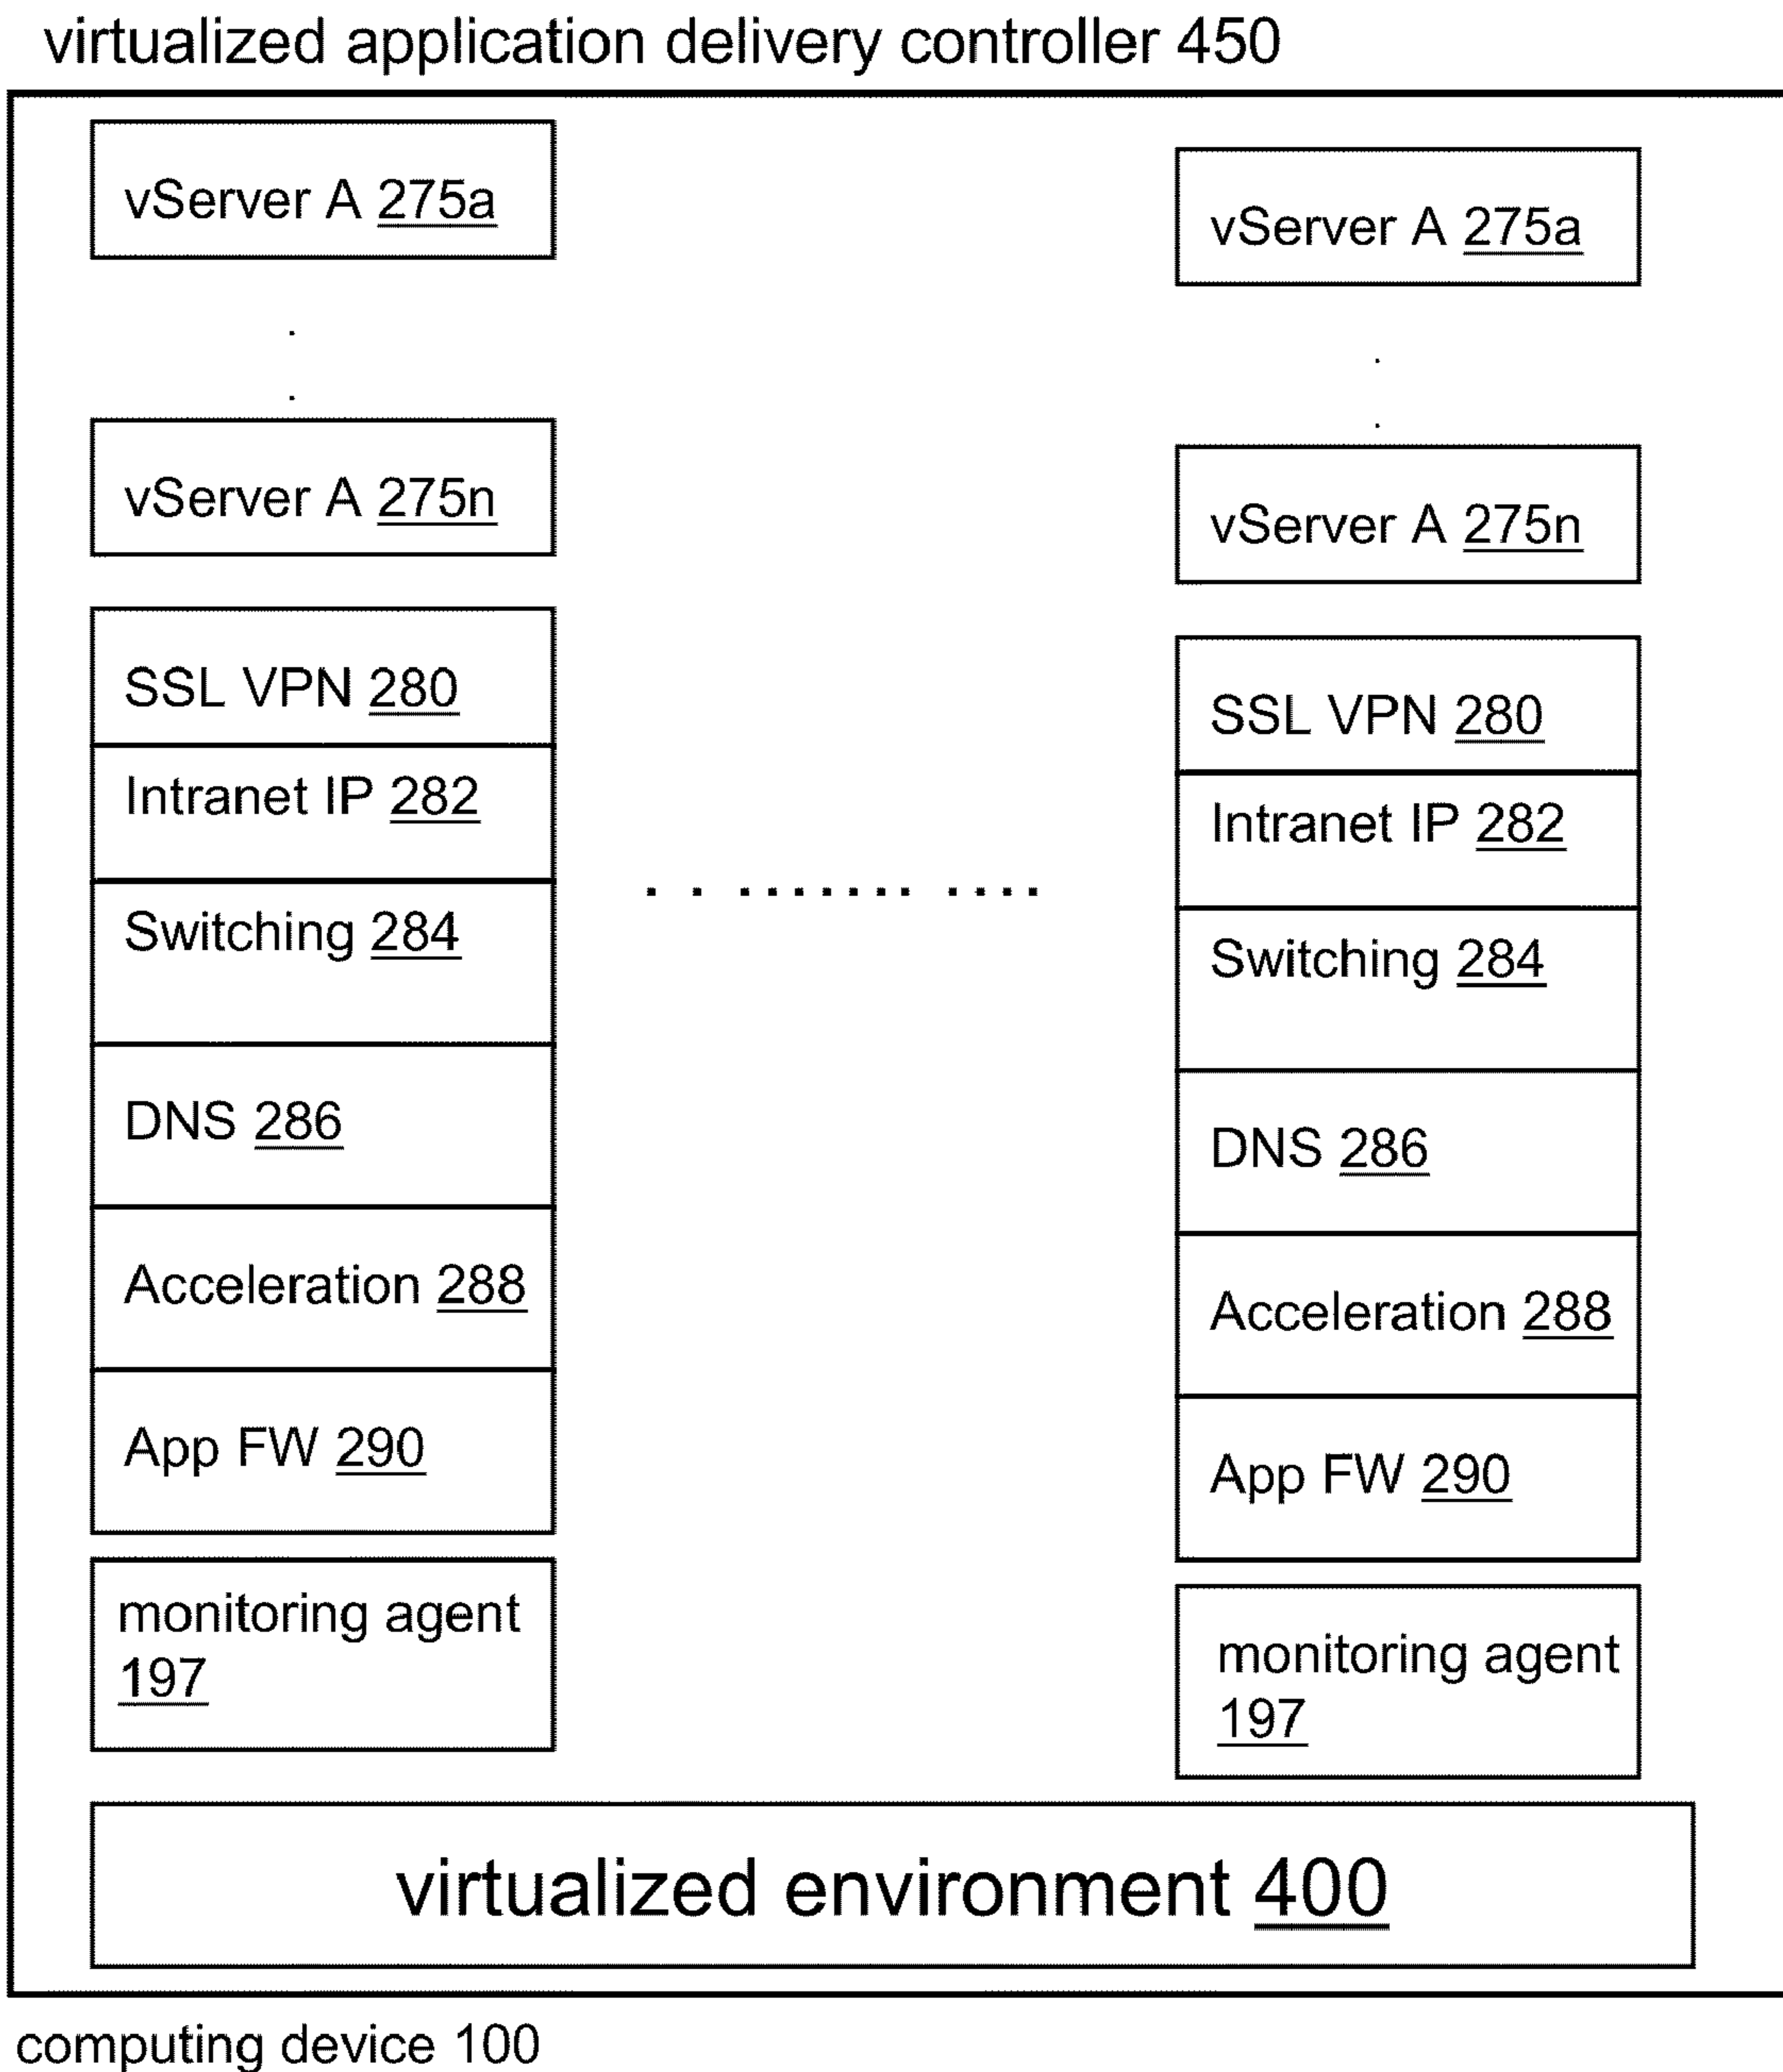 virtualized application delivery controller 450
vServer A 275a
vServer A 275n
SSL VPN 280
Intranet IP 282
Switching 284
DNS 286
Acceleration 288
App FW 290
monitoring agent
197
vServer A 275a
vServer A 275n
SSL VPN 280
Intranet IP 282
Switching 284
DNS 286
Acceleration 288
App FW 290
monitoring agent
197
virtualized environment 400
computing device 100